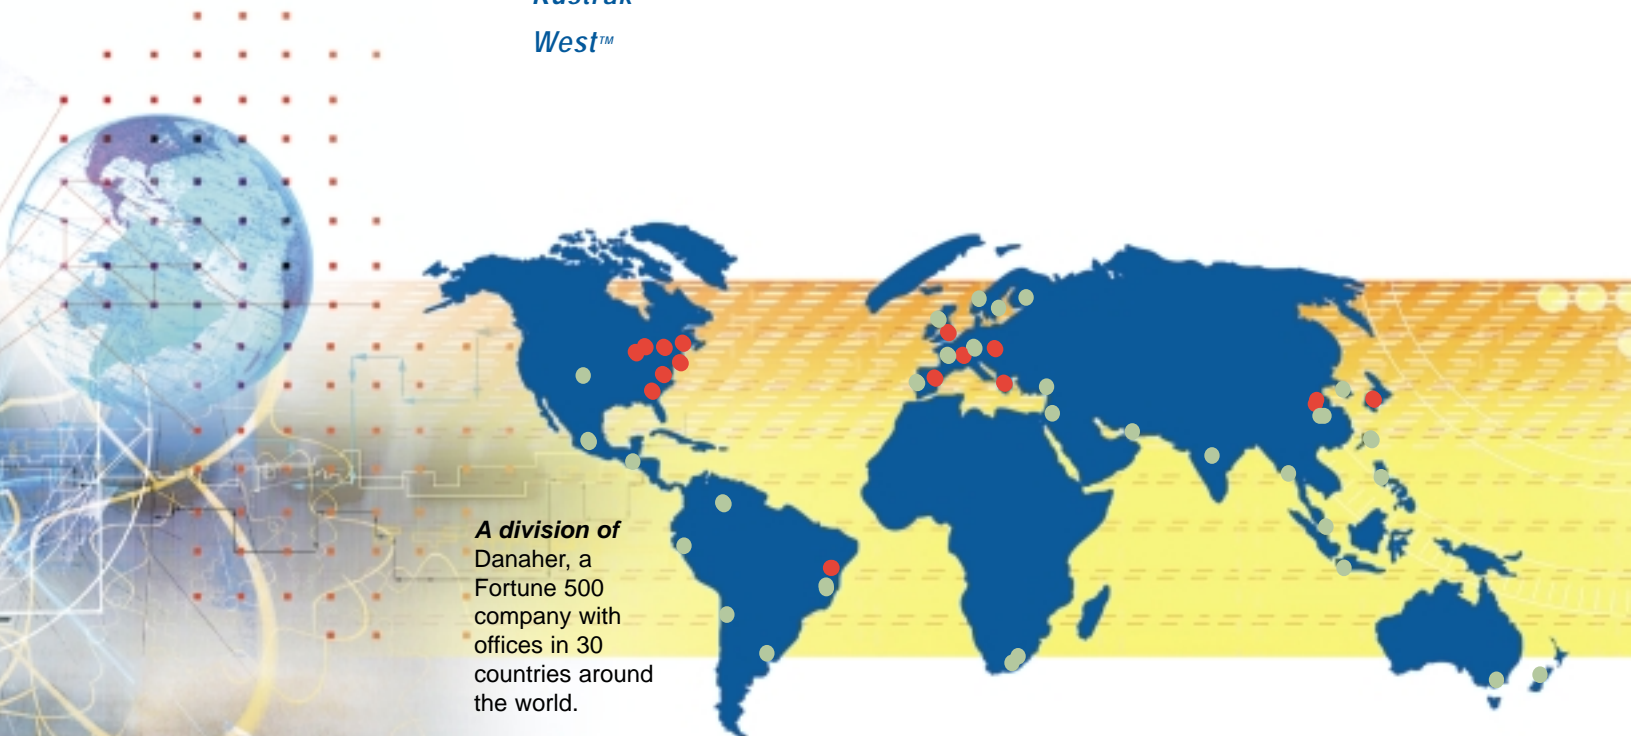 West™
A division of
Danaher, a
Fortune 500
company with
offices in 30
countries around
the world.